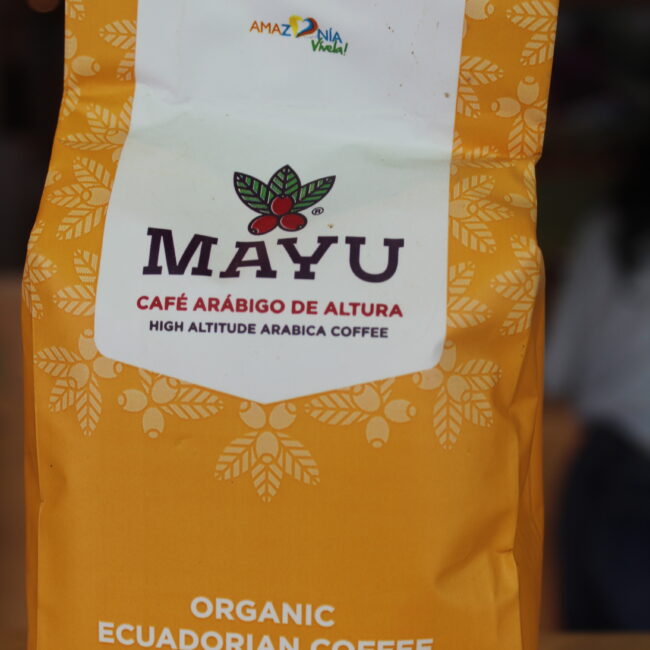 AMAZONÍA
Vívela!
®
MAYU
CAFÉ ARÁBIGO DE ALTURA
HIGH ALTITUDE ARABICA COFFEE
ORGANIC
ECUADORIAN COFFEE